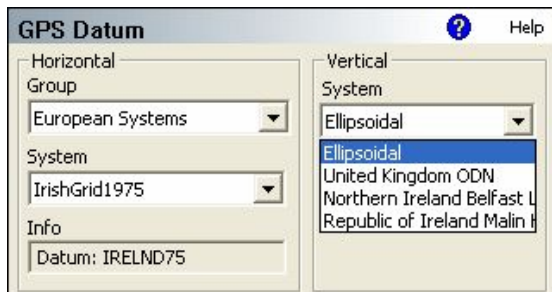 GPS Datum
Help
Horizontal
Group
European Systems
System
IrishGrid1975
Info
Datum: IRELND75
Vertical
System
Ellipsoidal
Ellipsoidal
United Kingdom ODN
Northern Ireland Belfast L
Republic of Ireland Malin H